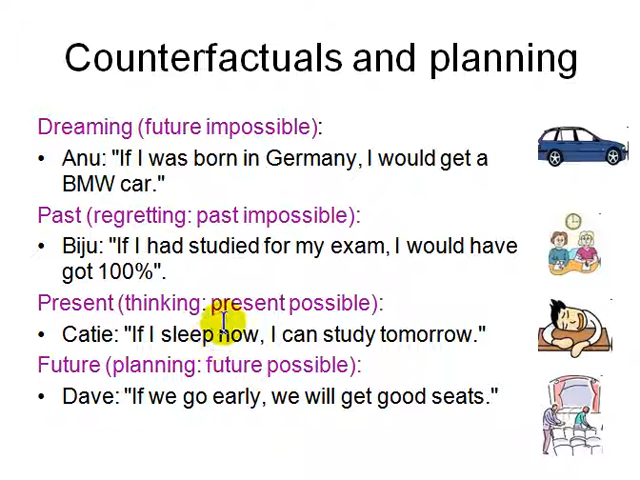 Counterfactuals and planning
Dreaming (future impossible):
• Anu: "If I was born in Germany, I would get a
BMW car."
Past (regretting: past impossible):
• Biju: "If I had studied for my exam, I would have
got 100%".
Present (thinking: present possible):
• Catie: "If I sleep now, I can study tomorrow."
Future (planning: future possible):
• Dave: "If we go early, we will get good seats."